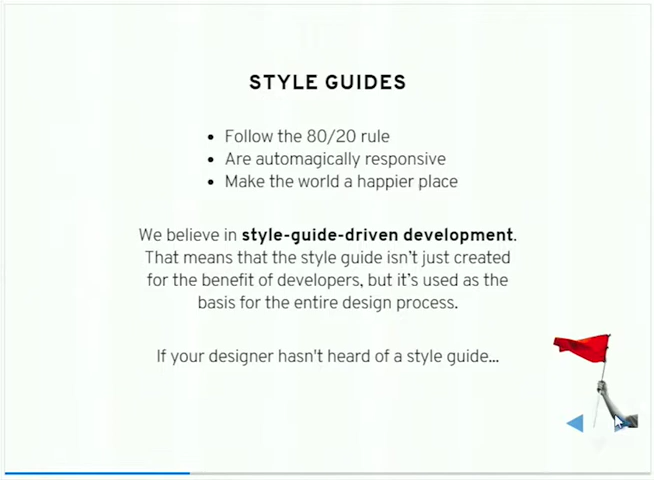 STYLE GUIDES
• Follow the 80/20 rule
• Are automagically responsive
• Make the world a happier place
We believe in style-guide-driven development.
That means that the style guide isn't just created
for the benefit of developers, but it's used as the
basis for the entire design process.
If your designer hasn't heard of a style guide...